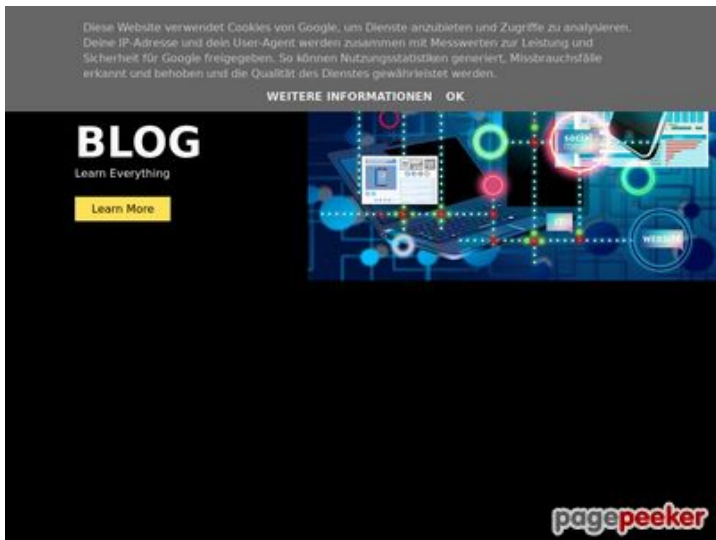 Diese Website verwendet Cookies von Google, um Dienste anzubieten und Zugriffe zu analysieren.
Deine IP-Adresse und dein User-Agent werden zusammen mit Messwerten zur Leistung und
Sicherheit für Google freigegeben. So können Nutzungsstatistiken generiert, Missbrauchsfälle
erkannt und behoben und die Qualität des Dienstes gewährleistet werden.
WEITERE INFORMATIONEN OK
BLOG
Learn Everything
Learn More
social
WEBSITE
pagepeeker